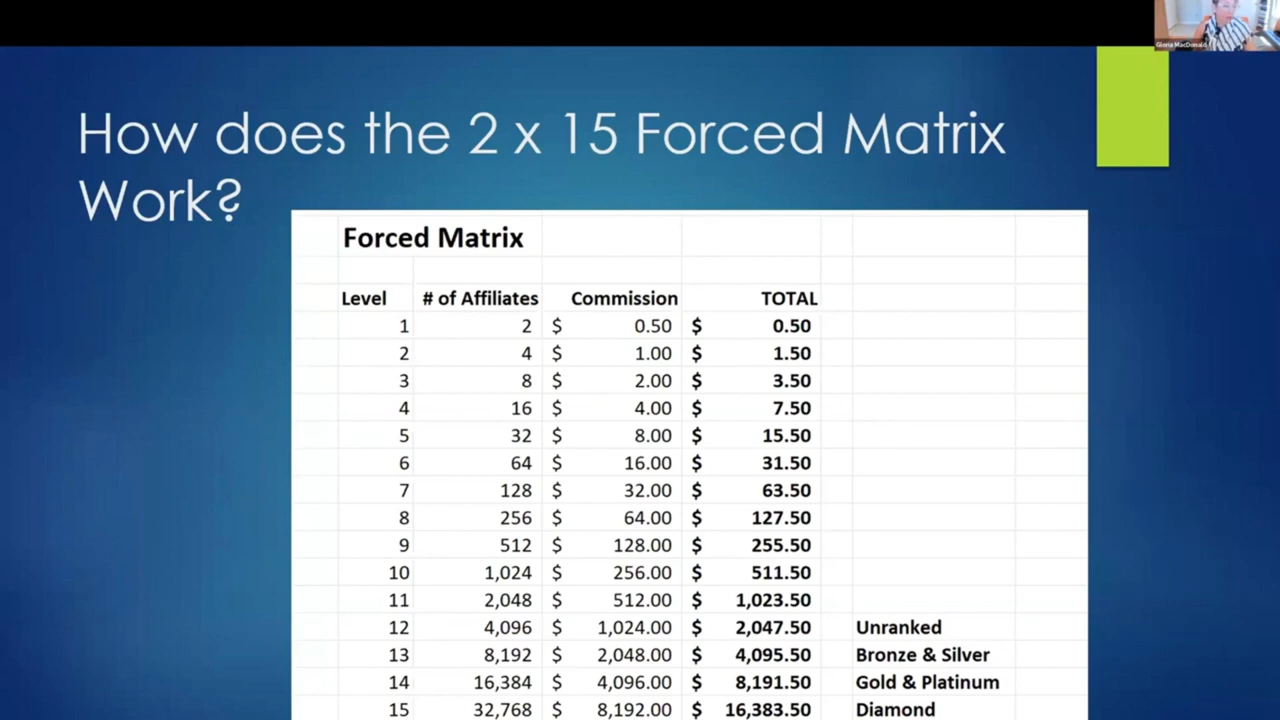 Gloria MacDonald
How does the 2 x 15 Forced Matrix
Work?
Forced Matrix
Level # of Affiliates Commission TOTAL
1 2 $ 0.50 $ 0.50
2 4 $ 1.00 $ 1.50
3 8 $ 2.00 $ 3.50
4 16 $ 4.00 $ 7.50
5 32 $ 8.00 $ 15.50
6 64 $ 16.00 $ 31.50
7 128 $ 32.00 $ 63.50
8 256 $ 64.00 $ 127.50
9 512 $ 128.00 $ 255.50
10 1,024 $ 256.00 $ 511.50
11 2,048 $ 512.00 $ 1,023.50
12 4,096 $ 1,024.00 $ 2,047.50 Unranked
13 8,192 $ 2,048.00 $ 4,095.50 Bronze & Silver
14 16,384 $ 4,096.00 $ 8,191.50 Gold & Platinum
15 32,768 $ 8,192.00 $ 16,383.50 Diamond